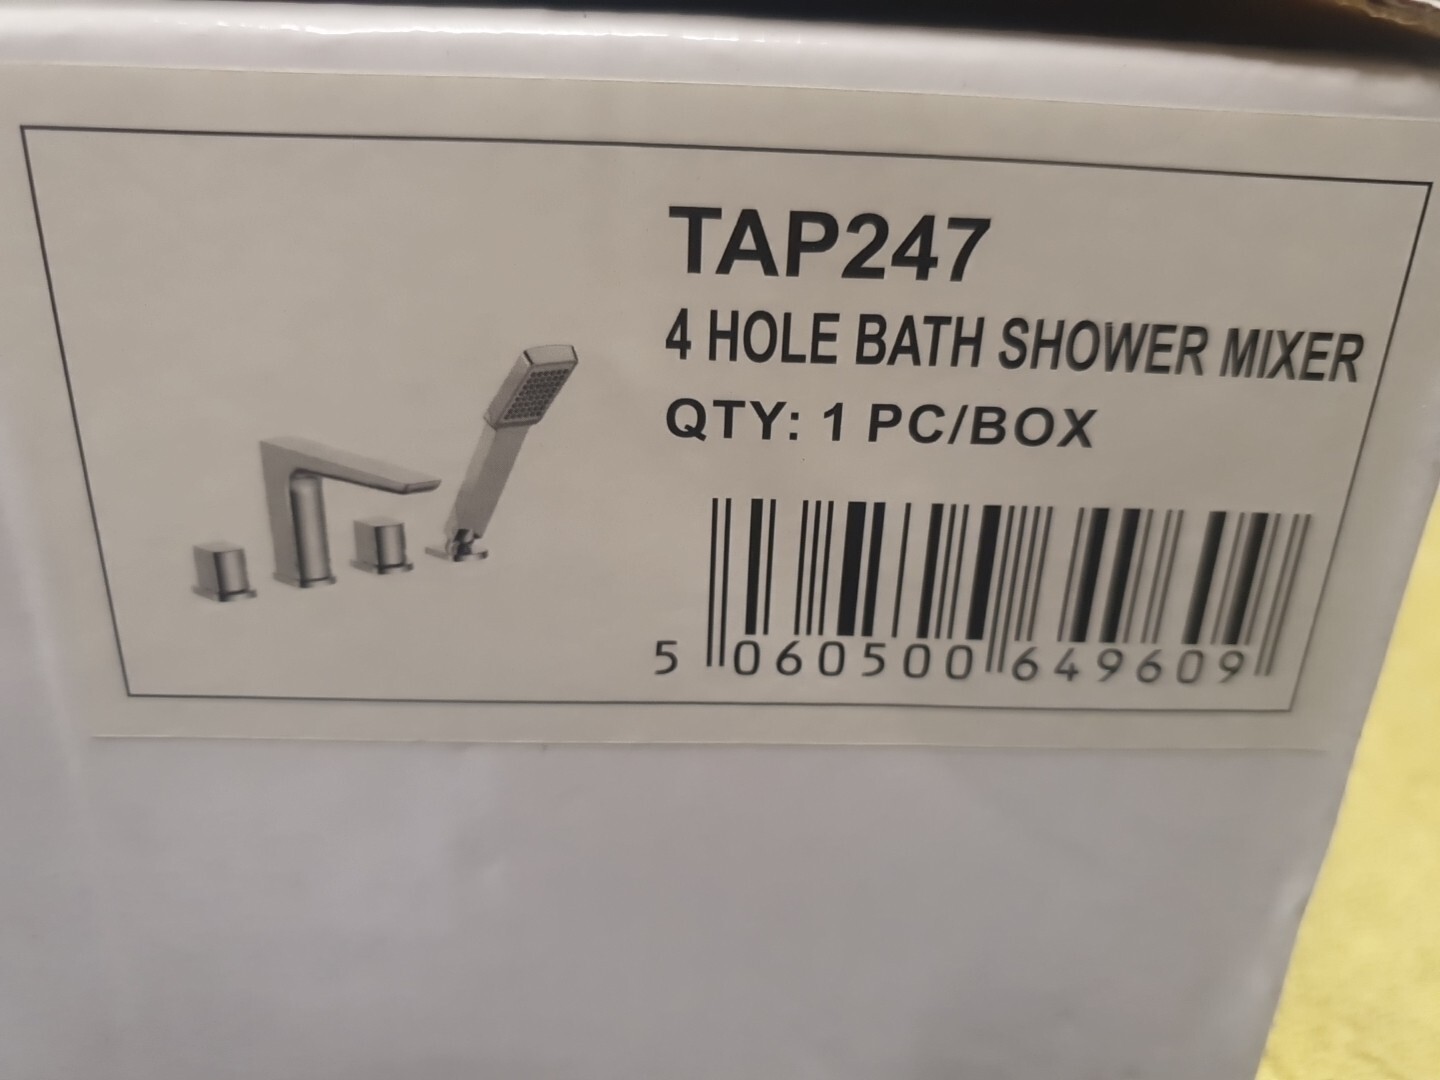 TAP247
4 HOLE BATH SHOWER MIXER
QTY: 1 PC/BOX
5 060500 649609